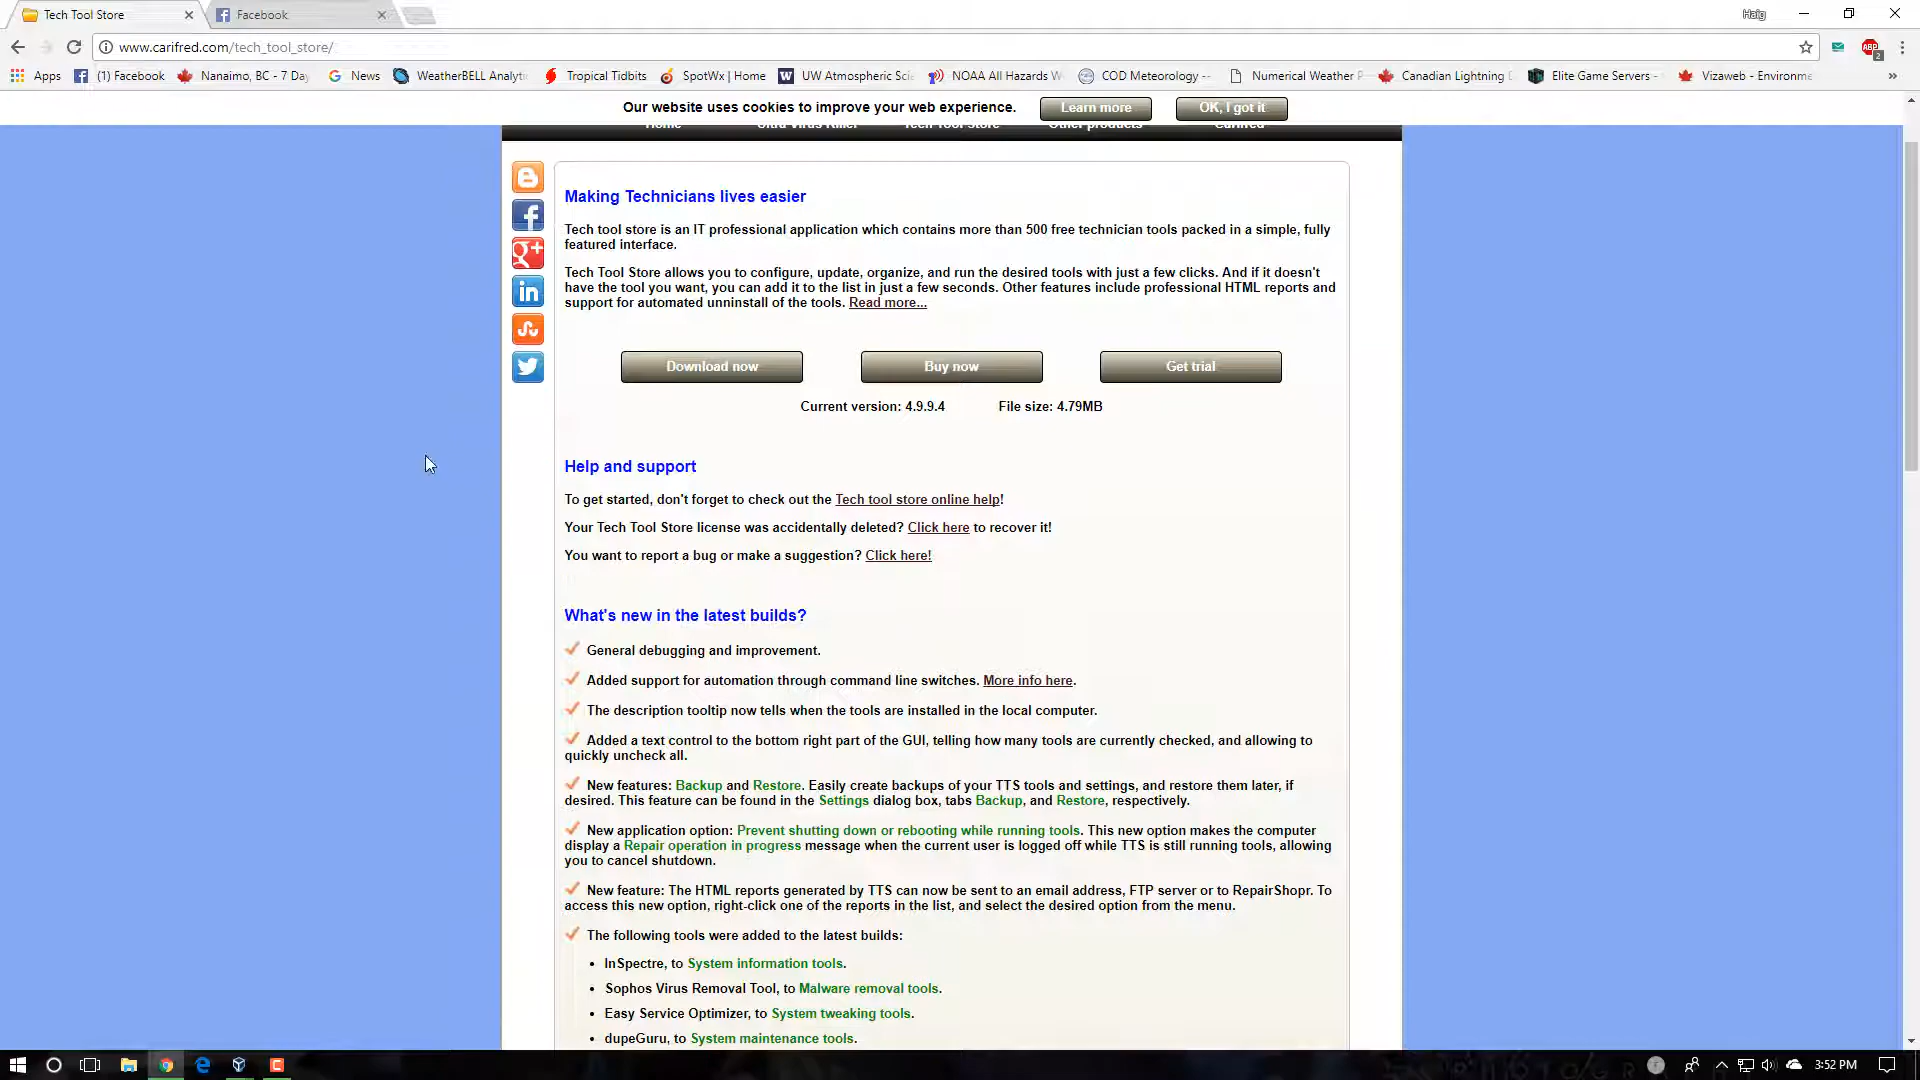 Tech Tool Store
Facebook
Haig
www.carifred.com/tech_tool_store/
2
Apps
(1) Facebook
Nanaimo, BC - 7 Day
News
WeatherBELL Analyti
Tropical Tidbits
SpotWx | Home
UW Atmospheric Sci
NOAA All Hazards W
COD Meteorology --
Numerical Weather P
Canadian Lightning D
Elite Game Servers -
Vizaweb - Environme
Our website uses cookies to improve your web experience.
Learn more
OK, I got it
Home
Ultra Virus Killer
Tech Tool Store
Other products
Carifred
Making Technicians lives easier
Tech tool store is an IT professional application which contains more than 500 free technician tools packed in a simple, fully
featured interface.
Tech Tool Store allows you to configure, update, organize, and run the desired tools with just a few clicks. And if it doesn't
have the tool you want, you can add it to the list in just a few seconds. Other features include professional HTML reports and
support for automated unninstall of the tools. Read more...
Download now
Buy now
Get trial
Current version: 4.9.9.4
File size: 4.79MB
Help and support
To get started, don't forget to check out the Tech tool store online help!
Your Tech Tool Store license was accidentally deleted? Click here to recover it!
You want to report a bug or make a suggestion? Click here!
What's new in the latest builds?
General debugging and improvement.
Added support for automation through command line switches. More info here.
The description tooltip now tells when the tools are installed in the local computer.
Added a text control to the bottom right part of the GUI, telling how many tools are currently checked, and allowing to
quickly uncheck all.
New features: Backup and Restore. Easily create backups of your TTS tools and settings, and restore them later, if
desired. This feature can be found in the Settings dialog box, tabs Backup, and Restore, respectively.
New application option: Prevent shutting down or rebooting while running tools. This new option makes the computer
display a Repair operation in progress message when the current user is logged off while TTS is still running tools, allowing
you to cancel shutdown.
New feature: The HTML reports generated by TTS can now be sent to an email address, FTP server or to RepairShopr. To
access this new option, right-click one of the reports in the list, and select the desired option from the menu.
The following tools were added to the latest builds:
• InSpectre, to System information tools.
• Sophos Virus Removal Tool, to Malware removal tools.
• Easy Service Optimizer, to System tweaking tools.
• dupeGuru, to System maintenance tools.
3:52 PM